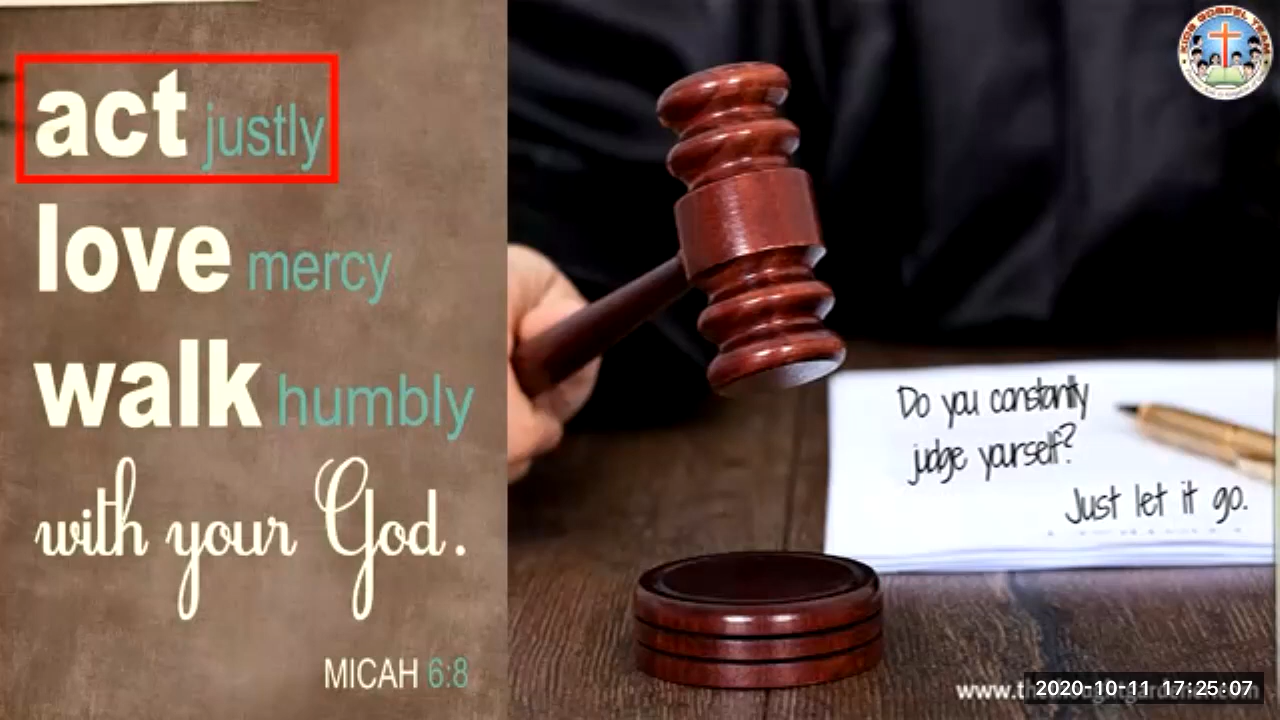 act justly
love mercy
walk humbly
with your God.
MICAH 6:8
Do you constantly
judge yourself?
Just let it go.
2020-10-11 17:25:07